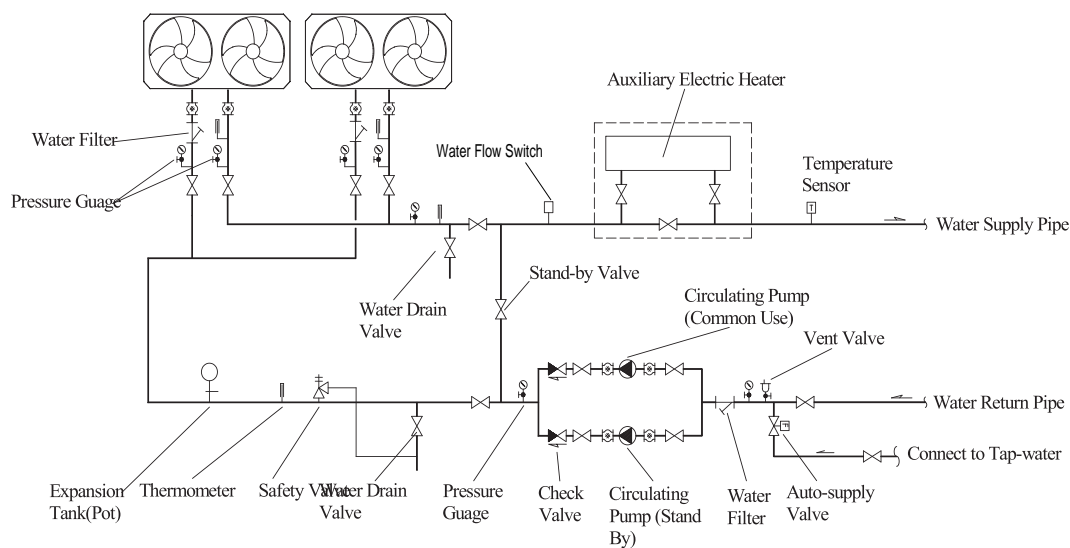 Auxiliary Electric Heater
Water Filter
Water Flow Switch
Temperature
Sensor
Pressure Guage
T
Water Supply Pipe
Stand-by Valve
Water Drain
Valve
Circulating Pump
(Common Use)
Vent Valve
Water Return Pipe
Connect to Tap-water
Expansion
Tank(Pot)
Thermometer
Safety Valve
Water Drain
Valve
Pressure
Guage
Check
Valve
Circulating
Pump (Stand
By)
Water
Filter
Auto-supply
Valve